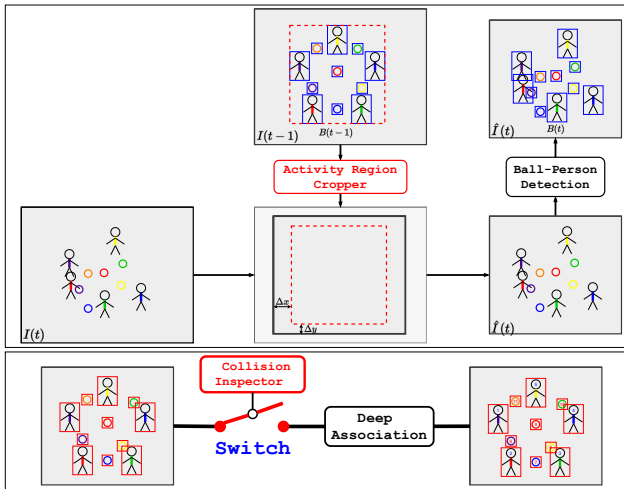 I(t−1)
B(t−1)
Î(t)
B(t)
Activity Region
Cropper
Ball-Person
Detection
I(t)
Δx
Δy
Î(t)
Collision
Inspector
Switch
Deep
Association